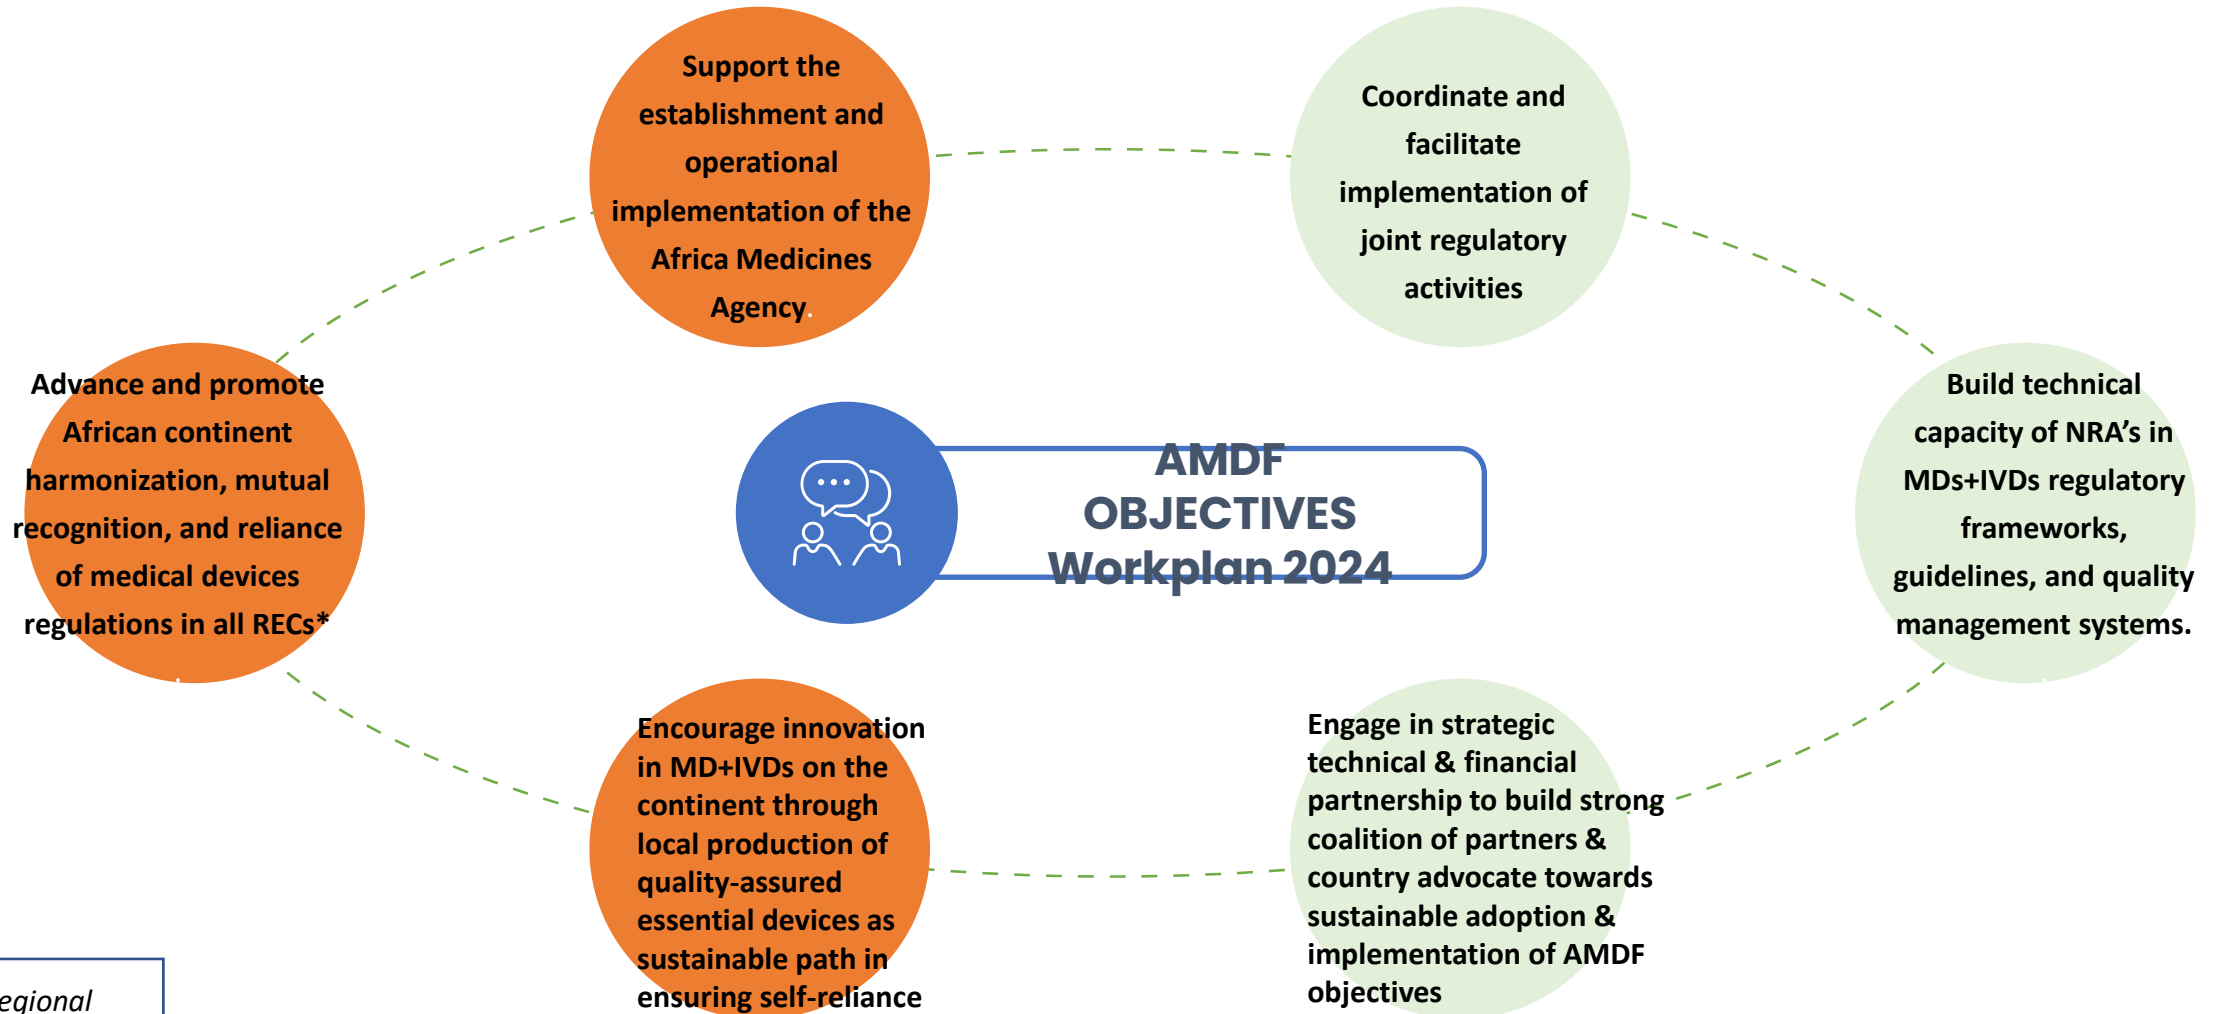 Support the
establishment and
operational
implementation of the
Africa Medicines
Agency.
Coordinate and
facilitate
implementation of
joint regulatory
activities
Advance and promote
African continent
harmonization, mutual
recognition, and reliance
of medical devices
regulations in all RECs*
.
AMDF
OBJECTIVES
Workplan 2024
Build technical
capacity of NRA’s in
MDs+IVDs regulatory
frameworks,
guidelines, and quality
management systems.
.
Encourage innovation
in MD+IVDs on the
continent through
local production of
quality-assured
essential devices as
sustainable path in
ensuring self-reliance
Engage in strategic
technical & financial
partnership to build strong
coalition of partners &
country advocate towards
sustainable adoption &
implementation of AMDF
objectives